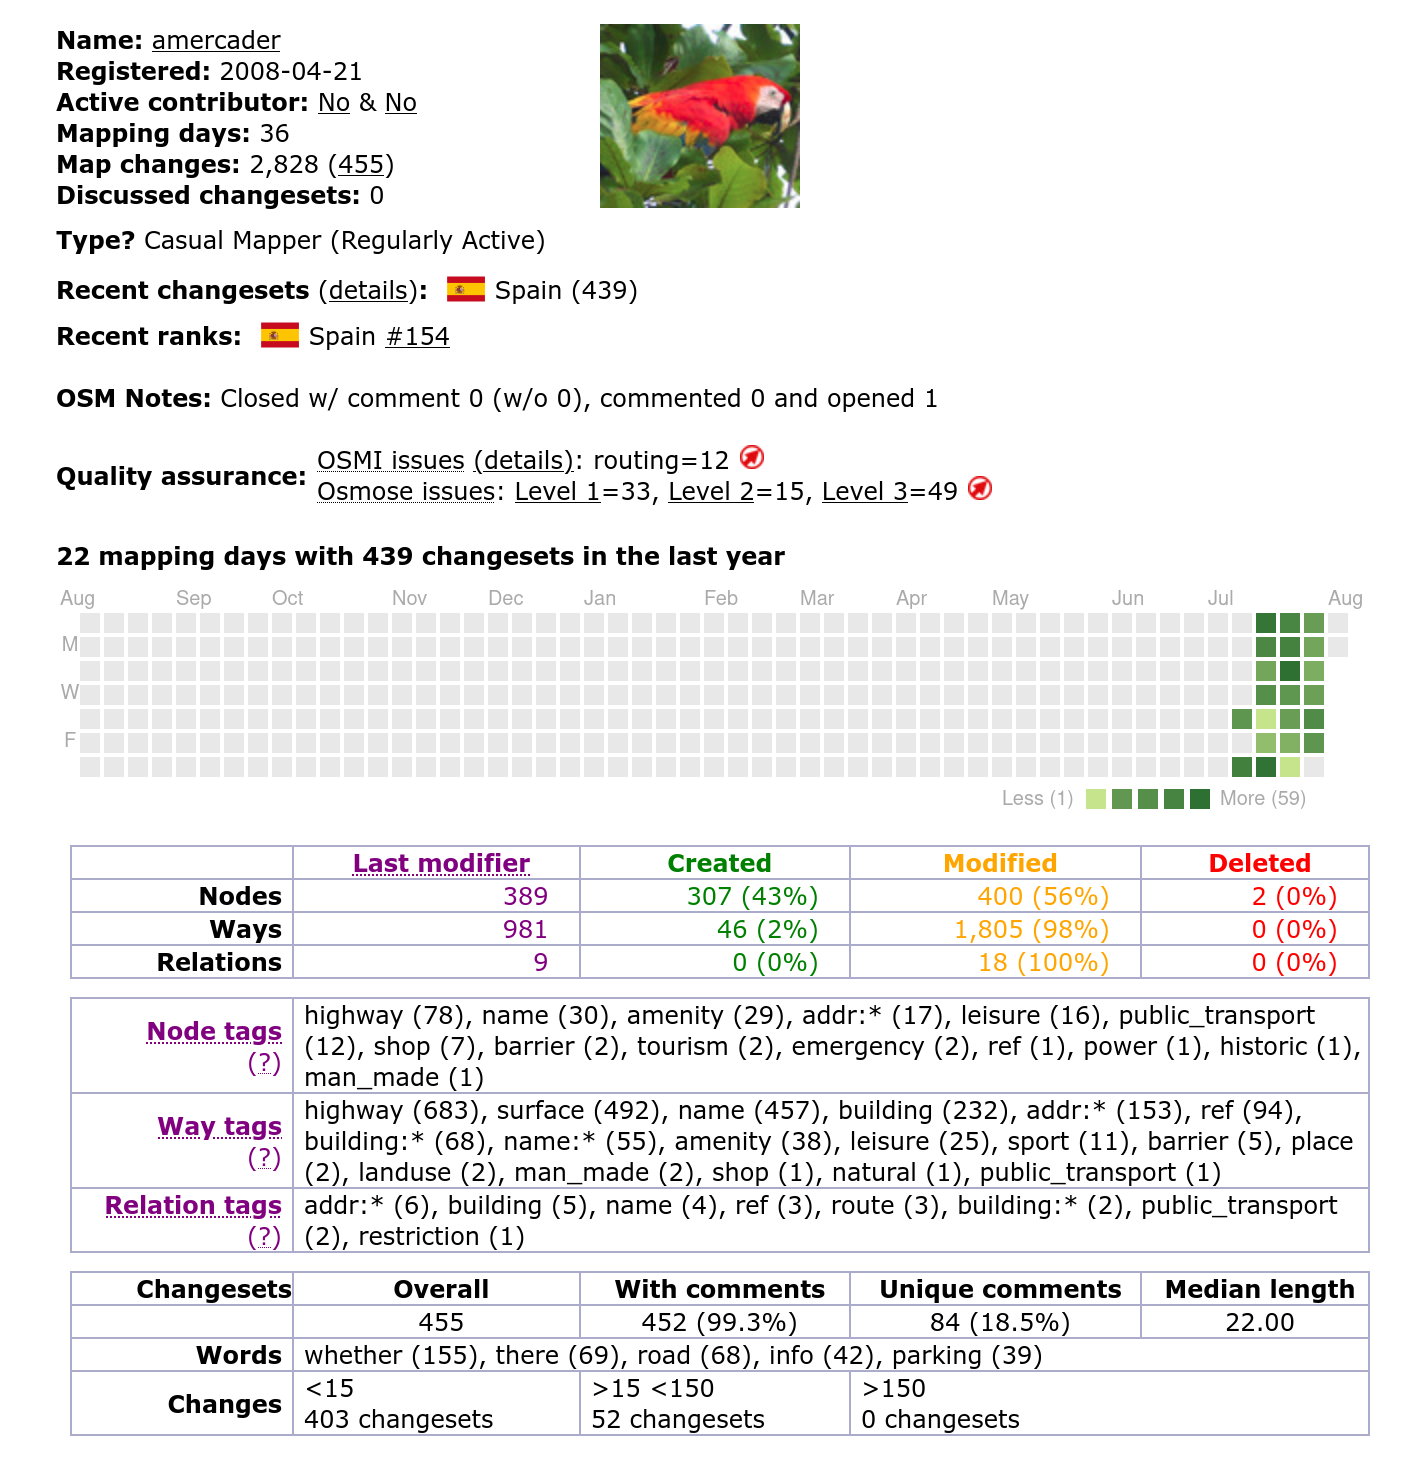 Name: amercader
Registered: 2008-04-21
Active contributor: No & No
Mapping days: 36
Map changes: 2,828 (455)
Discussed changesets: 0
Type? Casual Mapper (Regularly Active)
Recent changesets (details): Spain (439)
Recent ranks: Spain #154
OSM Notes: Closed w/ comment 0 (w/o 0), commented 0 and opened 1
Quality assurance:
OSMI issues (details): routing=12
Osmose issues: Level 1=33, Level 2=15, Level 3=49
22 mapping days with 439 changesets in the last year
Aug Sep Oct Nov Dec Jan Feb Mar Apr May Jun Jul Aug
M
W
F
Less (1) More (59)
Last modifier Created Modified Deleted
Nodes 389 307 (43%) 400 (56%) 2 (0%)
Ways 981 46 (2%) 1,805 (98%) 0 (0%)
Relations 9 0 (0%) 18 (100%) 0 (0%)
Node tags
(?)
highway (78), name (30), amenity (29), addr:* (17), leisure (16), public_transport
(12), shop (7), barrier (2), tourism (2), emergency (2), ref (1), power (1), historic (1),
man_made (1)
Way tags
(?)
highway (683), surface (492), name (457), building (232), addr:* (153), ref (94),
building:* (68), name:* (55), amenity (38), leisure (25), sport (11), barrier (5), place
(2), landuse (2), man_made (2), shop (1), natural (1), public_transport (1)
Relation tags
(?)
addr:* (6), building (5), name (4), ref (3), route (3), building:* (2), public_transport
(2), restriction (1)
Changesets Overall With comments Unique comments Median length
455 452 (99.3%) 84 (18.5%) 22.00
Words whether (155), there (69), road (68), info (42), parking (39)
Changes
<15 >15 <150 >150
403 changesets 52 changesets 0 changesets